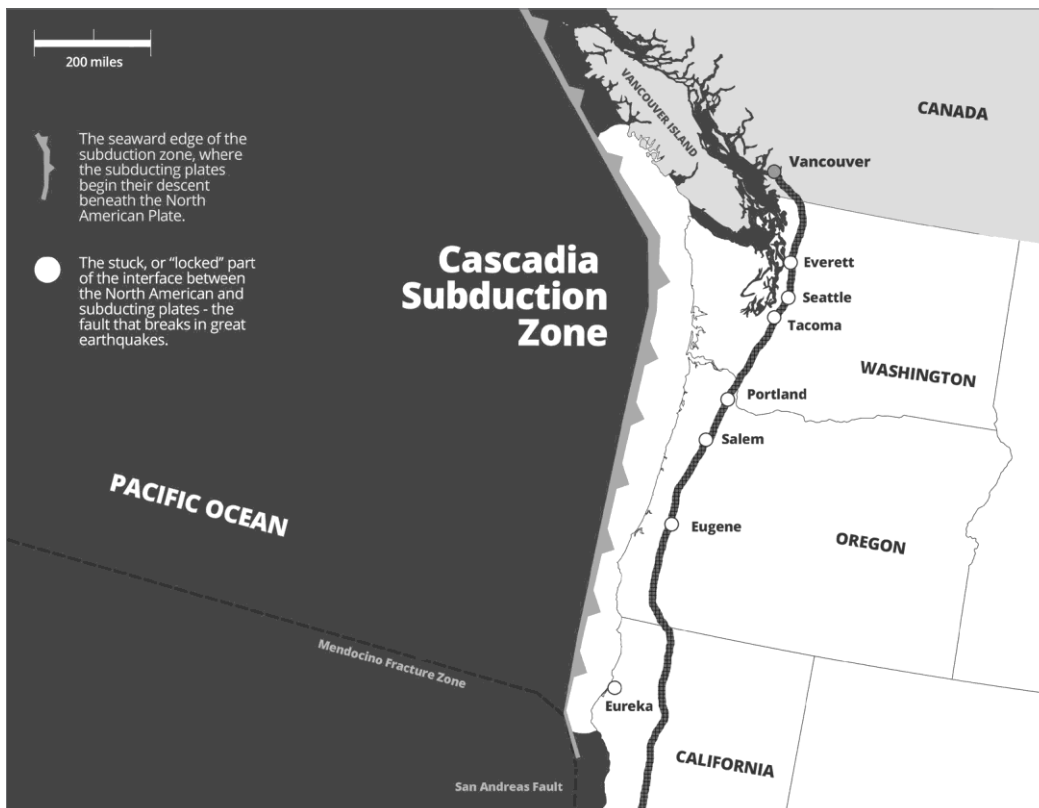 200 miles
The seaward edge of the
subduction zone, where
the subducting plates
begin their descent
beneath the North
American Plate.
The stuck, or “locked” part
of the interface between
the North American and
subducting plates - the
fault that breaks in great
earthquakes.
Cascadia
Subduction
Zone
PACIFIC OCEAN
Mendocino Fracture Zone
San Andreas Fault
VANCOUVER ISLAND
CANADA
Vancouver
Everett
Seattle
Tacoma
WASHINGTON
Portland
Salem
Eugene
OREGON
Eureka
CALIFORNIA